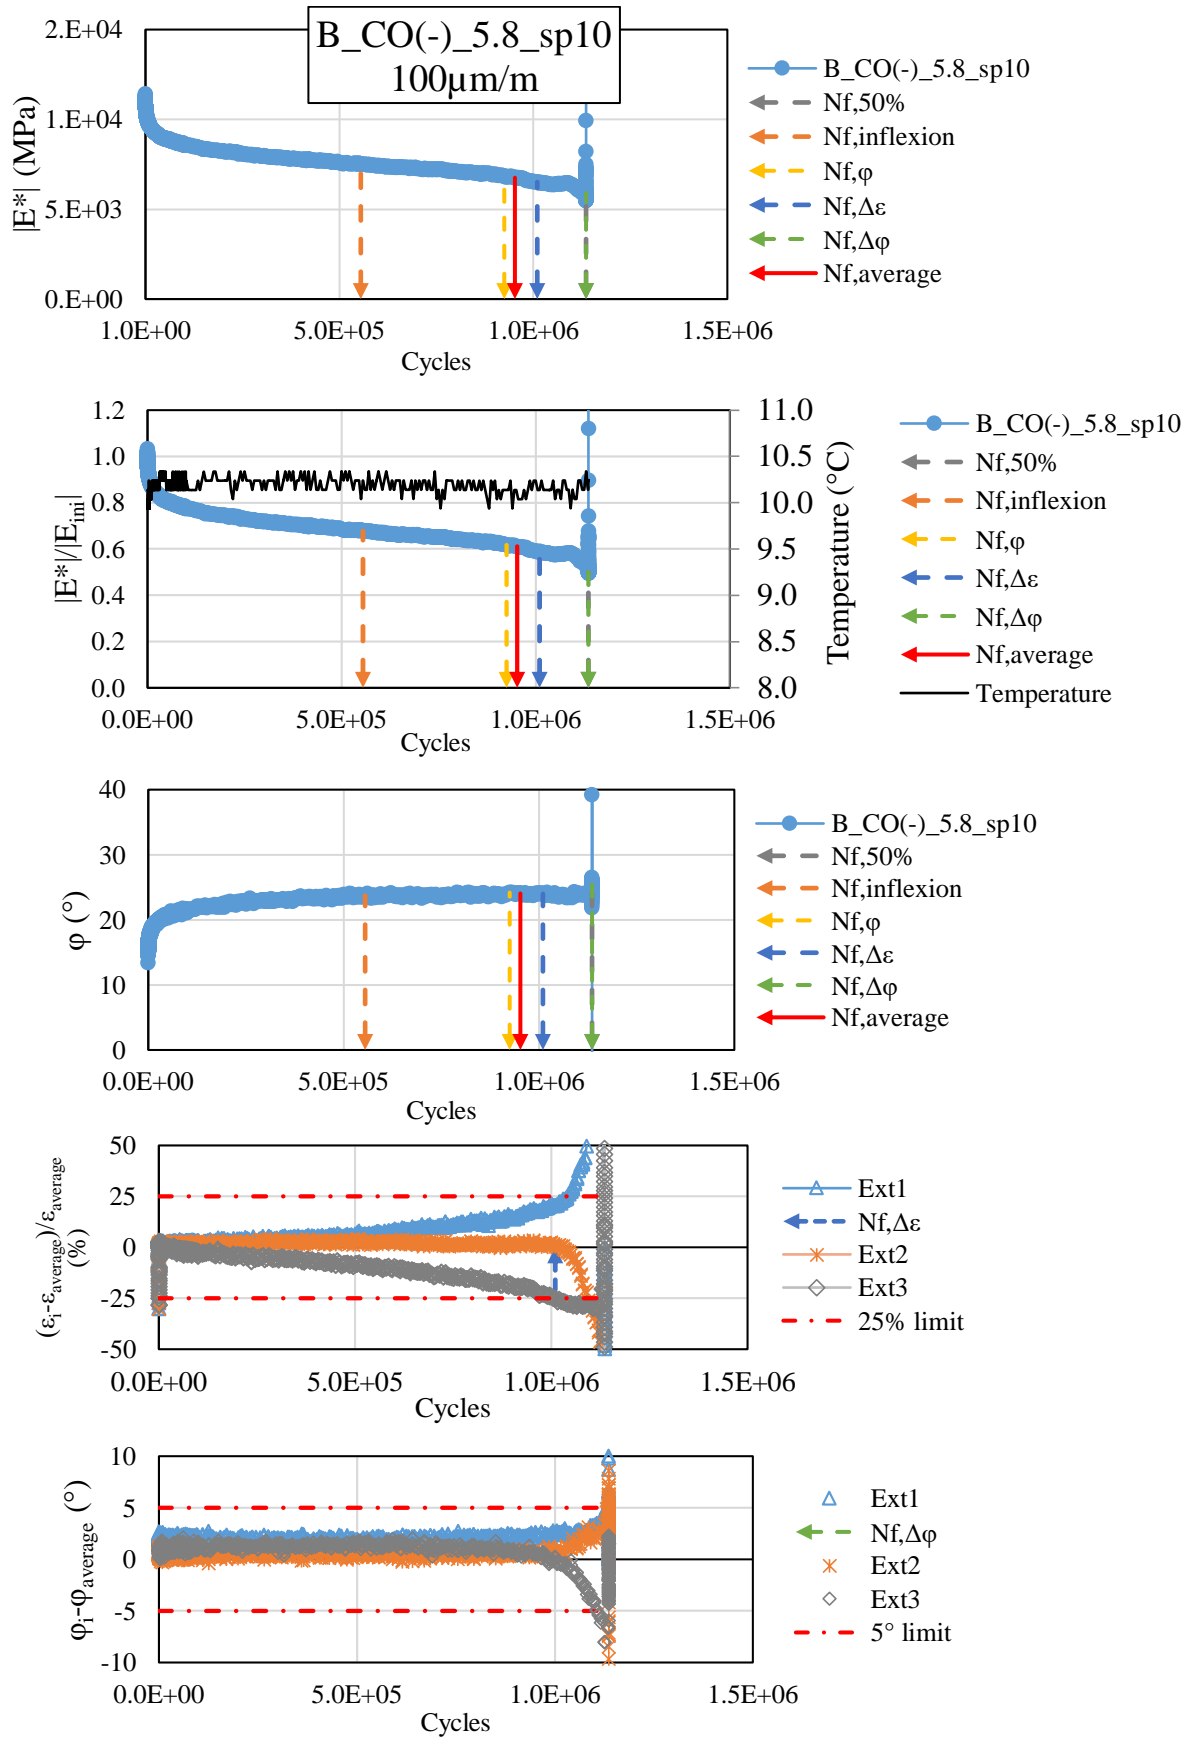 B_CO(-)_5.8_sp10
100μm/m
|E*| (MPa)
2.E+04
1.E+04
5.E+03
0.E+00
1.0E+00 5.0E+05 1.0E+06 1.5E+06
Cycles
B_CO(-)_5.8_sp10
Nf,50%
Nf,inflexion
Nf,φ
Nf,Δε
Nf,Δφ
Nf,average
|E*|/|E_ini|
1.2
1.0
0.8
0.6
0.4
0.2
0.0
0.0E+00 5.0E+05 1.0E+06 1.5E+06
Cycles
11.0
10.5
10.0
9.5
9.0
8.5
8.0
Temperature (°C)
B_CO(-)_5.8_sp10
Nf,50%
Nf,inflexion
Nf,φ
Nf,Δε
Nf,Δφ
Nf,average
Temperature
φ (°)
40
30
20
10
0
0.0E+00 5.0E+05 1.0E+06 1.5E+06
Cycles
B_CO(-)_5.8_sp10
Nf,50%
Nf,inflexion
Nf,φ
Nf,Δε
Nf,Δφ
Nf,average
(ε_i-ε_average)/ε_average
(%)
50
25
0
-25
-50
0.0E+00 5.0E+05 1.0E+06 1.5E+06
Cycles
Ext1
Nf,Δε
Ext2
Ext3
25% limit
φ_i-φ_average (°)
10
5
0
-5
-10
0.0E+00 5.0E+05 1.0E+06 1.5E+06
Cycles
Ext1
Nf,Δφ
Ext2
Ext3
5° limit